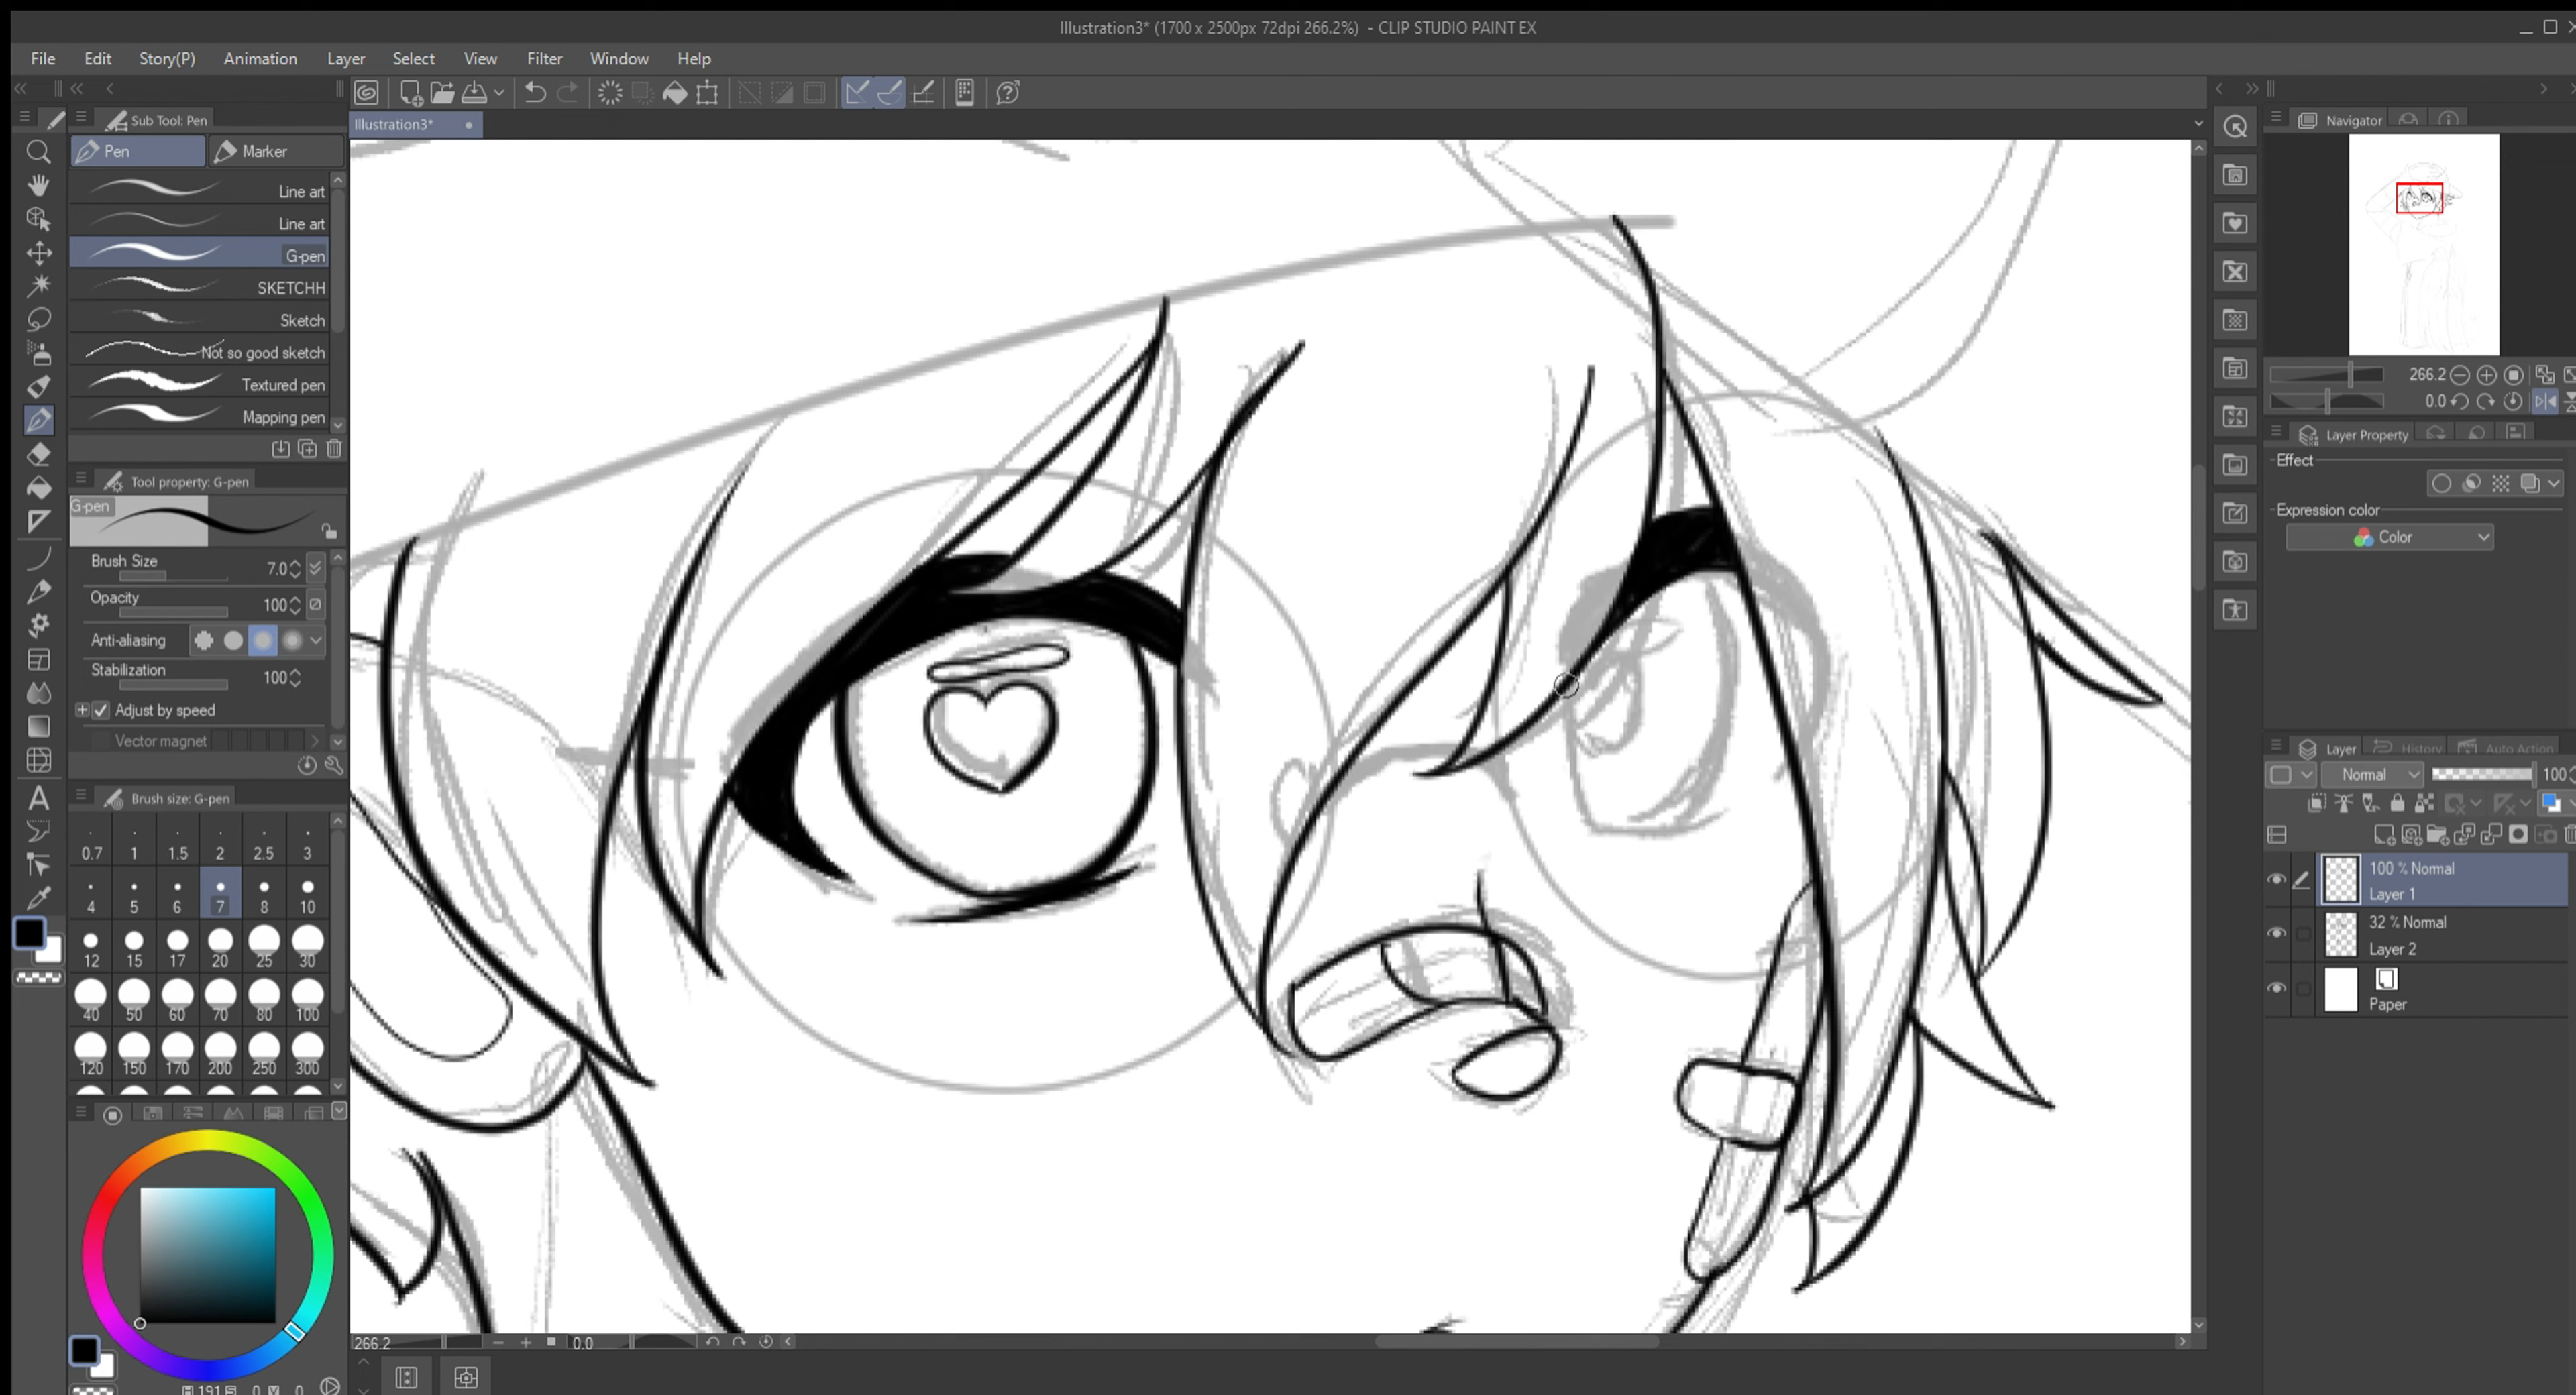 Illustration3* (1700 x 2500px 72dpi 266.2%) - CLIP STUDIO PAINT EX
File Edit Story(P) Animation Layer Select View Filter Window Help
Sub Tool: Pen
Illustration3*
Navigator
Pen Marker
Line art
Line art
G-pen
SKETCHH
Sketch
Not so good sketch
Textured pen
Mapping pen
Tool property: G-pen
G-pen
Brush Size 7.0
Opacity 100
Anti-aliasing
Stabilization 100
Adjust by speed
Vector magnet
Brush size: G-pen
0.7 1 1.5 2 2.5 3
4 5 6 7 8 10
12 15 17 20 25 30
40 50 60 70 80 100
120 150 170 200 250 300
266.2 0.0
266.2
0.0
Layer Property
Effect
Expression color
Color
Layer History Auto Action
Normal 100
100 % Normal
Layer 1
32 % Normal
Layer 2
Paper
H 191 S 0 V 0